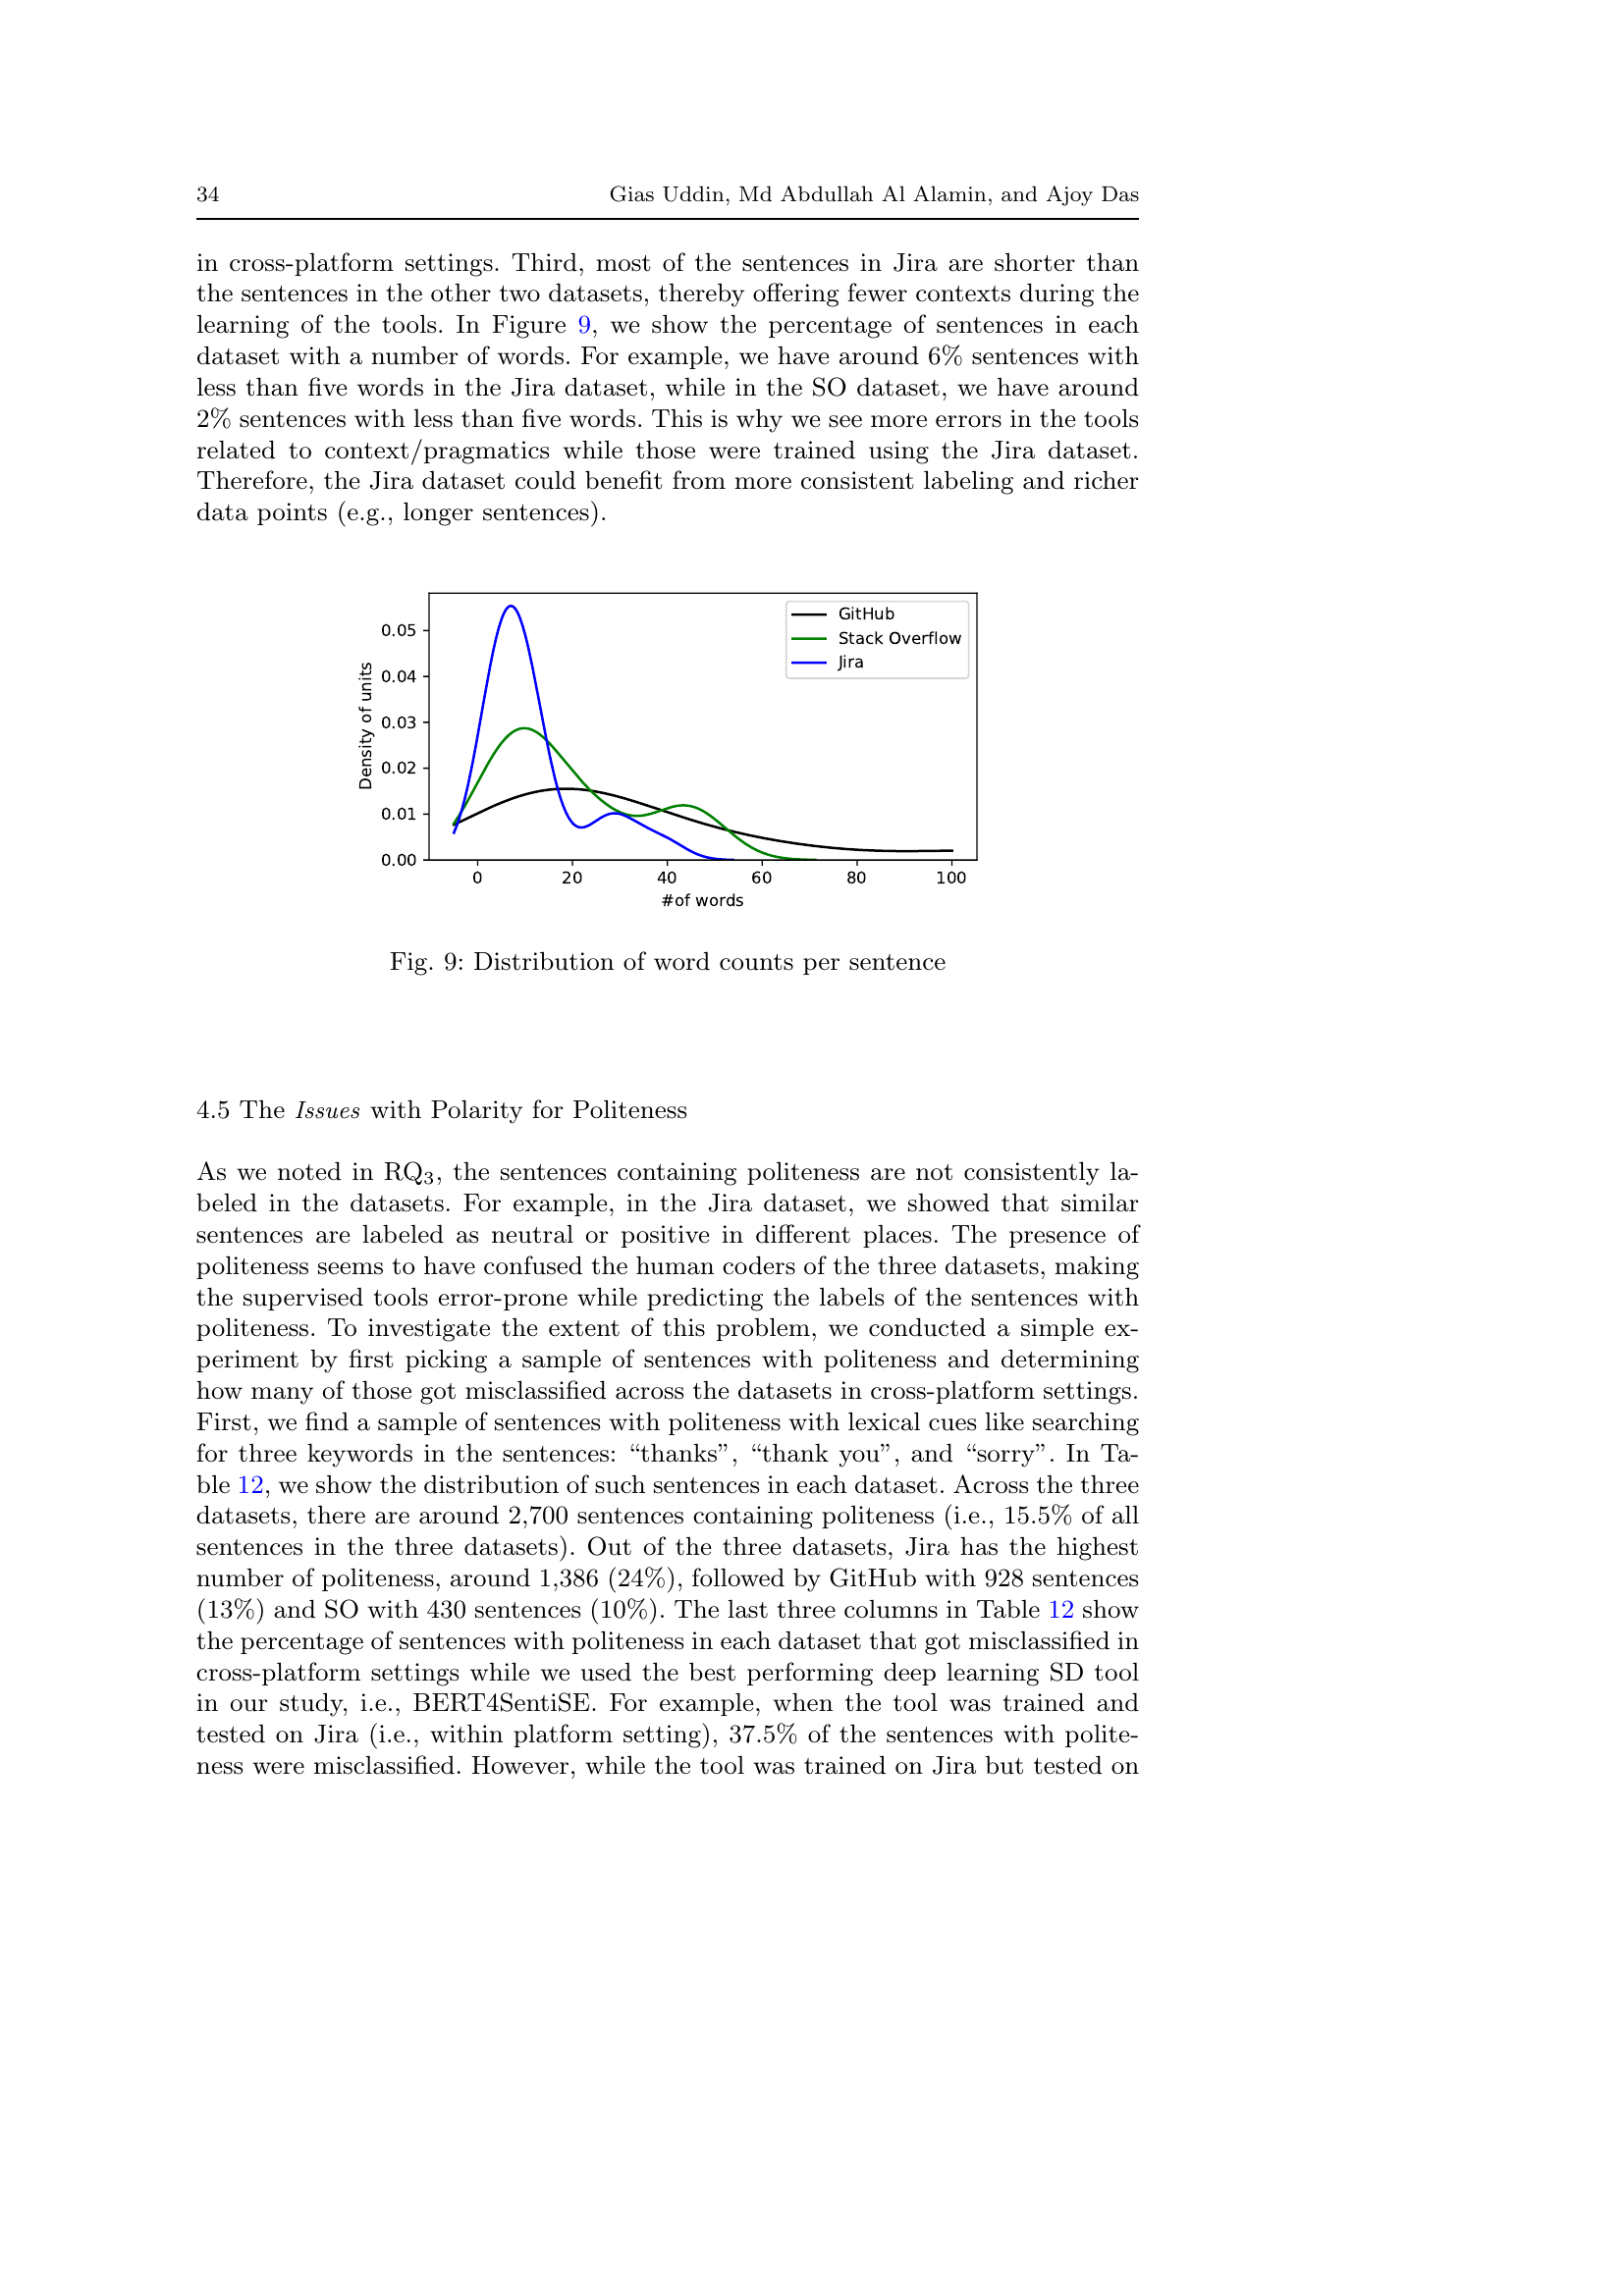 34 Gias Uddin, Md Abdullah Al Alamin, and Ajoy Das
in cross-platform settings. Third, most of the sentences in Jira are shorter than
the sentences in the other two datasets, thereby offering fewer contexts during the
learning of the tools. In Figure 9, we show the percentage of sentences in each
dataset with a number of words. For example, we have around 6% sentences with
less than five words in the Jira dataset, while in the SO dataset, we have around
2% sentences with less than five words. This is why we see more errors in the tools
related to context/pragmatics while those were trained using the Jira dataset.
Therefore, the Jira dataset could benefit from more consistent labeling and richer
data points (e.g., longer sentences).
GitHub
Stack Overflow
Jira
Density of units
0.05
0.04
0.03
0.02
0.01
0.00
0 20 40 60 80 100
#of words
Fig. 9: Distribution of word counts per sentence
4.5 The Issues with Polarity for Politeness
As we noted in RQ3, the sentences containing politeness are not consistently la-
beled in the datasets. For example, in the Jira dataset, we showed that similar
sentences are labeled as neutral or positive in different places. The presence of
politeness seems to have confused the human coders of the three datasets, making
the supervised tools error-prone while predicting the labels of the sentences with
politeness. To investigate the extent of this problem, we conducted a simple ex-
periment by first picking a sample of sentences with politeness and determining
how many of those got misclassified across the datasets in cross-platform settings.
First, we find a sample of sentences with politeness with lexical cues like searching
for three keywords in the sentences: “thanks”, “thank you”, and “sorry”. In Ta-
ble 12, we show the distribution of such sentences in each dataset. Across the three
datasets, there are around 2,700 sentences containing politeness (i.e., 15.5% of all
sentences in the three datasets). Out of the three datasets, Jira has the highest
number of politeness, around 1,386 (24%), followed by GitHub with 928 sentences
(13%) and SO with 430 sentences (10%). The last three columns in Table 12 show
the percentage of sentences with politeness in each dataset that got misclassified in
cross-platform settings while we used the best performing deep learning SD tool
in our study, i.e., BERT4SentiSE. For example, when the tool was trained and
tested on Jira (i.e., within platform setting), 37.5% of the sentences with polite-
ness were misclassified. However, while the tool was trained on Jira but tested on